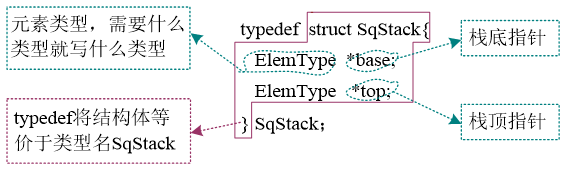 元素类型，需要什么
类型就写什么类型
typedef struct SqStack{
ElemType *base;
ElemType *top;
} SqStack；
栈底指针
栈顶指针
typedef将结构体等
价于类型名SqStack